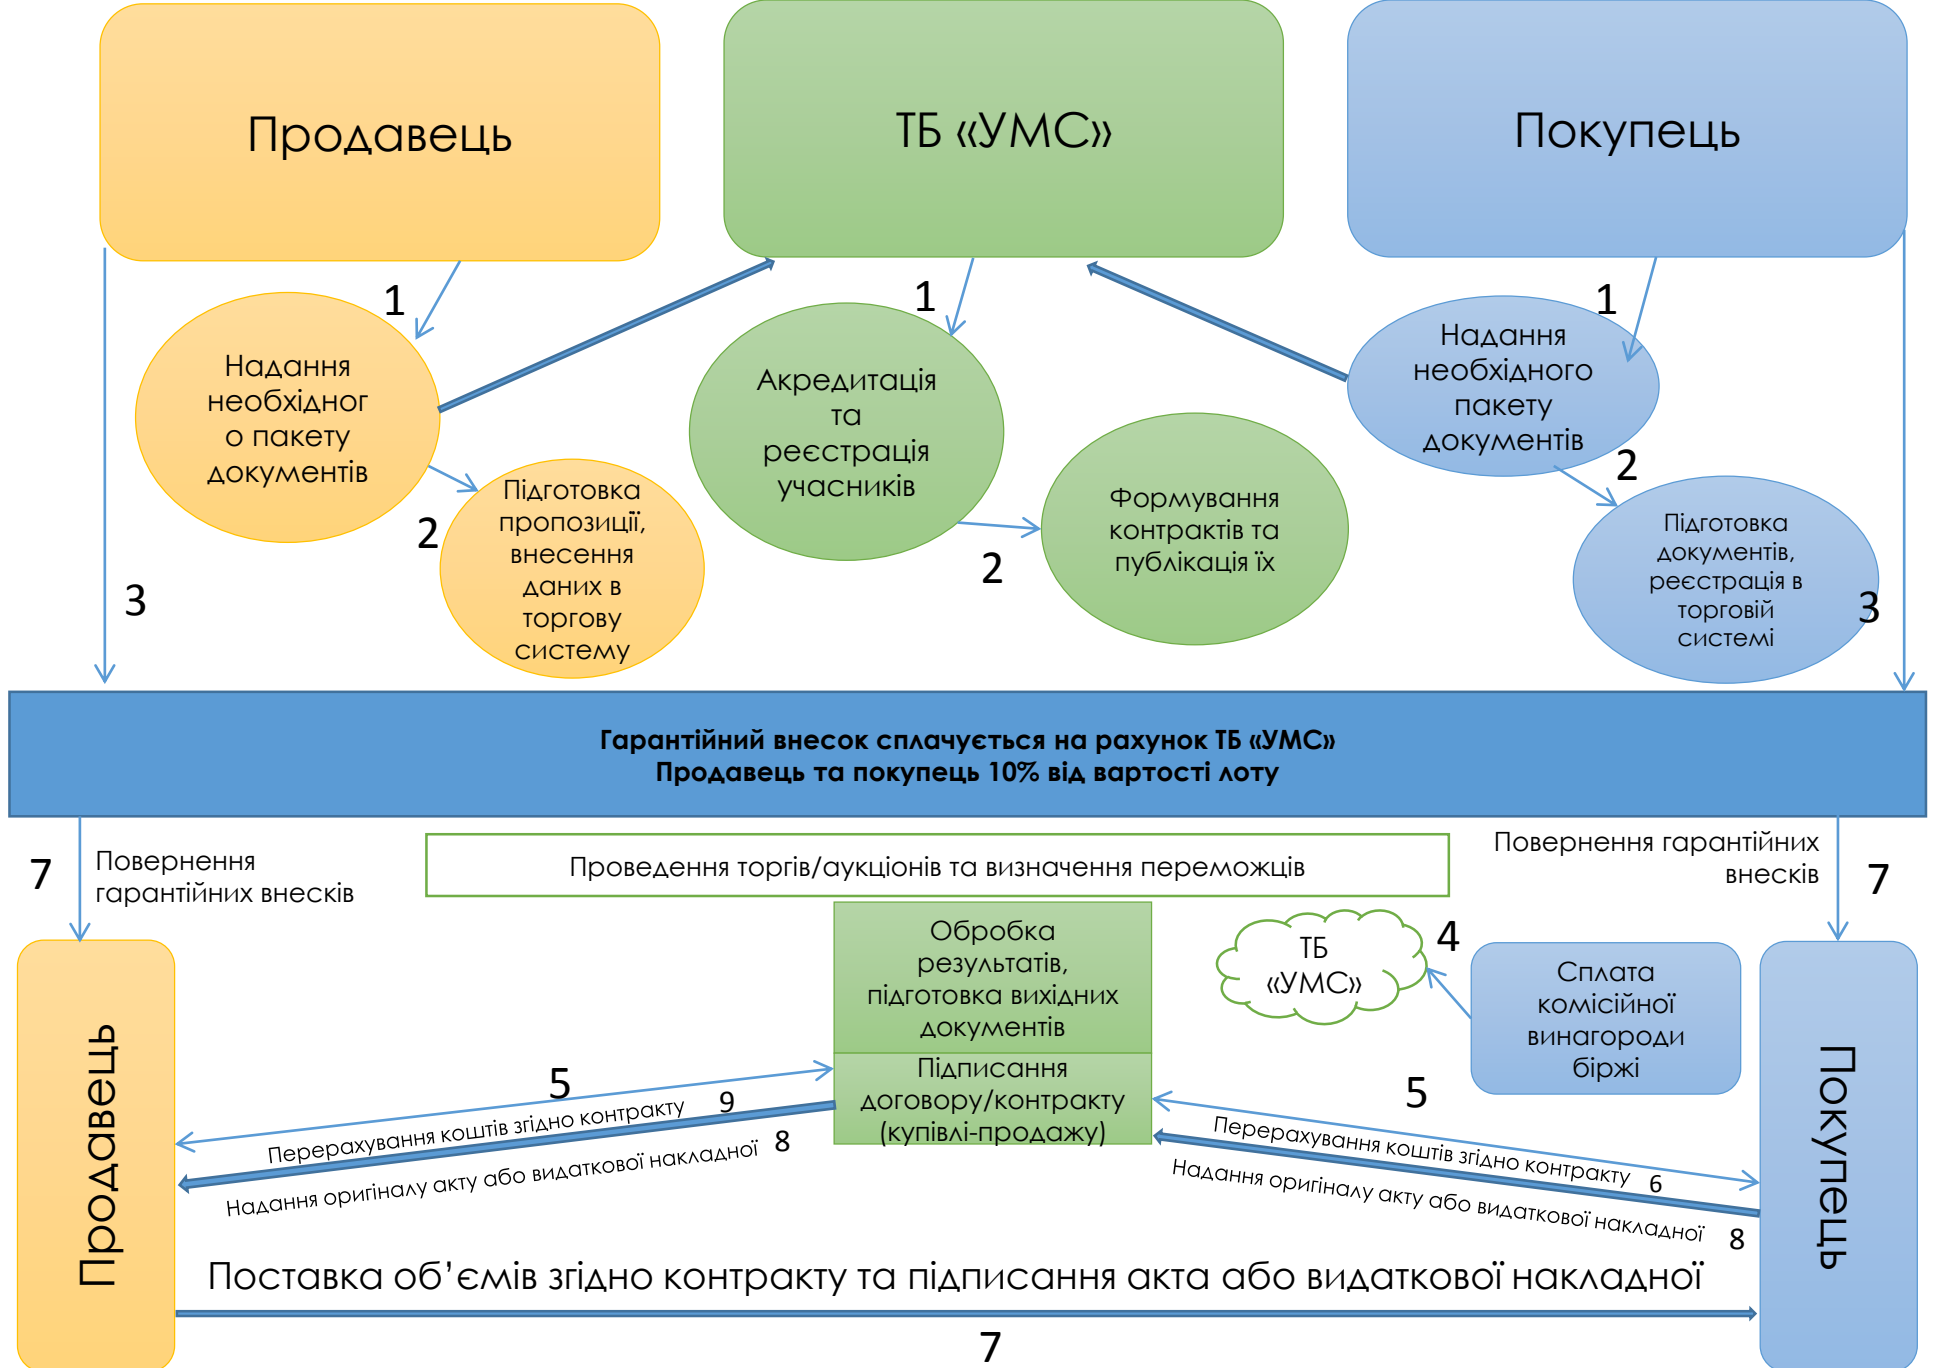 Продавець
ТБ «УМС»
Покупець
1
1
1
Надання
необхідног
о пакету
документів
Акредитація
та
реєстрація
учасників
Надання
необхідного
пакету
документів
2
Підготовка
пропозиції,
внесення
даних в
торгову
систему
2
Формування
контрактів та
публікація їх
2
Підготовка
документів,
реєстрація в
торговій
системі
3
3
Гарантійний внесок сплачується на рахунок ТБ «УМС»
Продавець та покупець 10% від вартості лоту
7
Повернення
гарантійних внесків
Проведення торгів/аукціонів та визначення переможців
Повернення гарантійних
внесків
7
Обробка
результатів,
підготовка вихідних
документів
ТБ
«УМС»
4
Сплата
комісійної
винагороди
біржі
Підписання
договору/контракту
(купівлі-продажу)
Продавець
5
Перерахування коштів згідно контракту 9
Надання оригіналу акту або видаткової накладної 8
5
Перерахування коштів згідно контракту 6
Надання оригіналу акту або видаткової накладної 8
Покупець
Поставка об’ємів згідно контракту та підписання акта або видаткової накладної
7